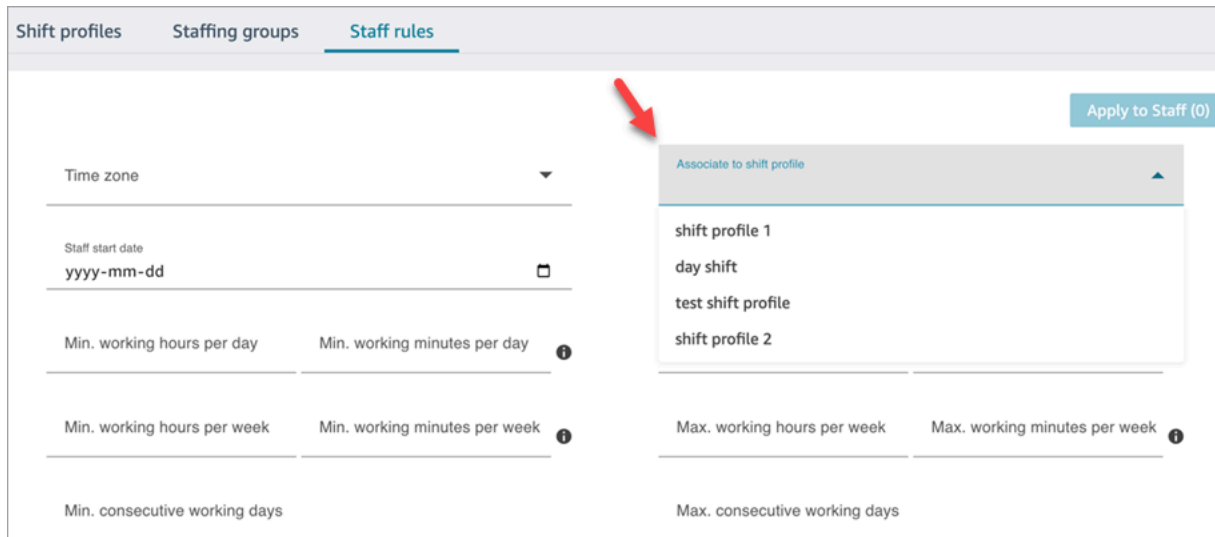 Shift profiles Staffing groups Staff rules
Apply to Staff (0)
Time zone
Associate to shift profile
shift profile 1
day shift
test shift profile
shift profile 2
Staff start date
yyyy-mm-dd
Min. working hours per day Min. working minutes per day
Min. working hours per week Min. working minutes per week Max. working hours per week Max. working minutes per week
Min. consecutive working days Max. consecutive working days